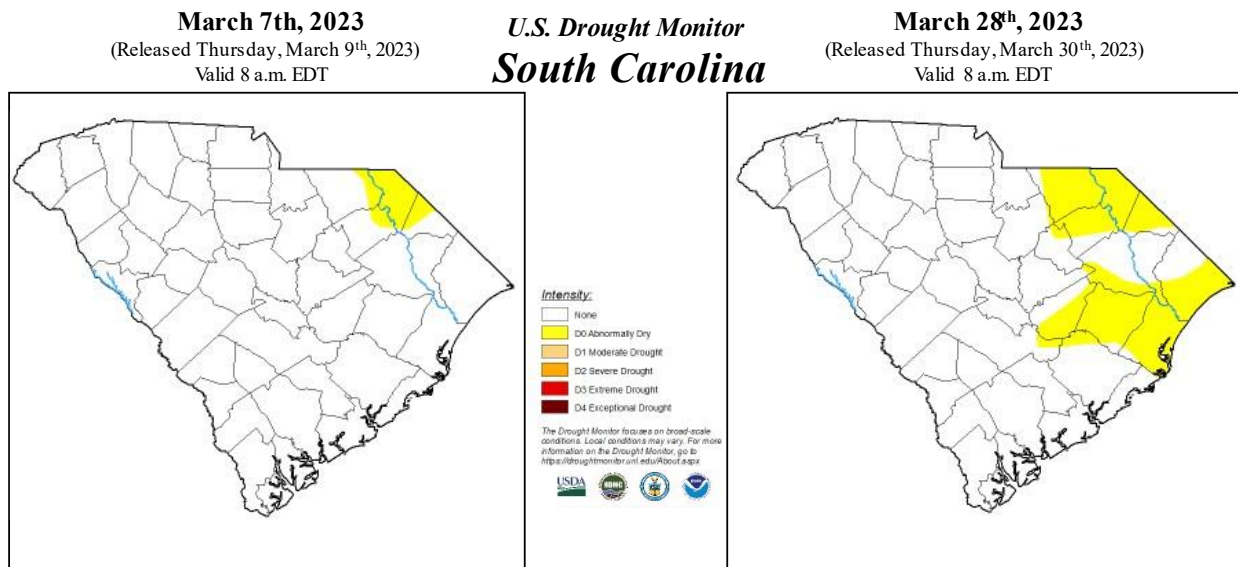 March 7th, 2023
(Released Thursday, March 9th, 2023)
Valid 8 a.m. EDT
U.S. Drought Monitor
South Carolina
March 28th, 2023
(Released Thursday, March 30th, 2023)
Valid 8 a.m. EDT
Intensity:
None
D0 Abnormally Dry
D1 Moderate Drought
D2 Severe Drought
D3 Extreme Drought
D4 Exceptional Drought
The Drought Monitor focuses on broad-scale
conditions. Local conditions may vary. For more
information on the Drought Monitor, go to
https://droughtmonitor.unl.edu/About.aspx
USDA
NDMC